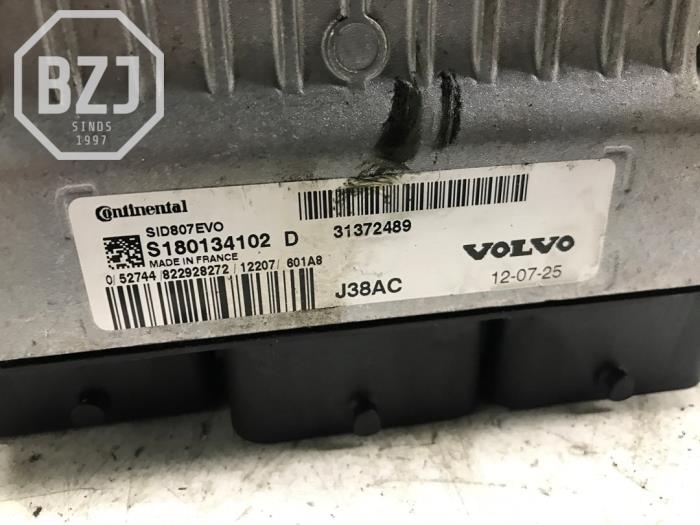 BZJ
SINDS
1997
Continental
SID807EVO
S180134102 D
MADE IN FRANCE
0/52744/822928272/12207/601A8
31372489
VOLVO
J38AC
12-07-25